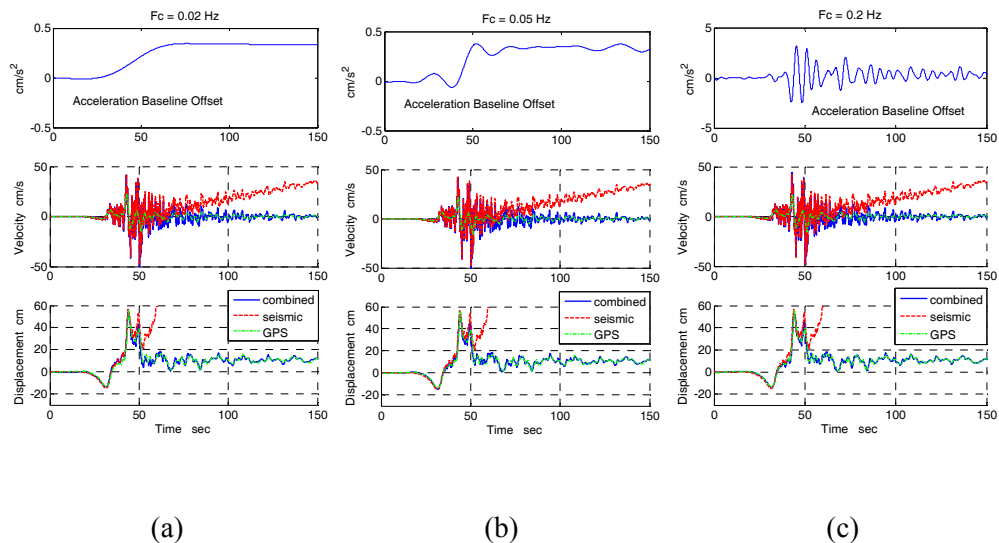 Fc = 0.02 Hz
0.5
0
-0.5
cm/s²
Acceleration Baseline Offset
0 50 100 150
50
0
-50
Velocity cm/s
0 50 100 150
60
40
20
0
-20
Displacement cm
combined
seismic
GPS
0 50 100 150
Time sec
(a)
Fc = 0.05 Hz
0.5
0
-0.5
cm/s²
Acceleration Baseline Offset
0 50 100 150
50
0
-50
Velocity cm/s
0 50 100 150
60
40
20
0
-20
Displacement cm
combined
seismic
GPS
0 50 100 150
Time sec
(b)
Fc = 0.2 Hz
5
0
-5
cm/s²
Acceleration Baseline Offset
0 50 100 150
50
0
-50
Velocity cm/s
0 50 100 150
60
40
20
0
-20
Displacement cm
combined
seismic
GPS
0 50 100 150
Time sec
(c)